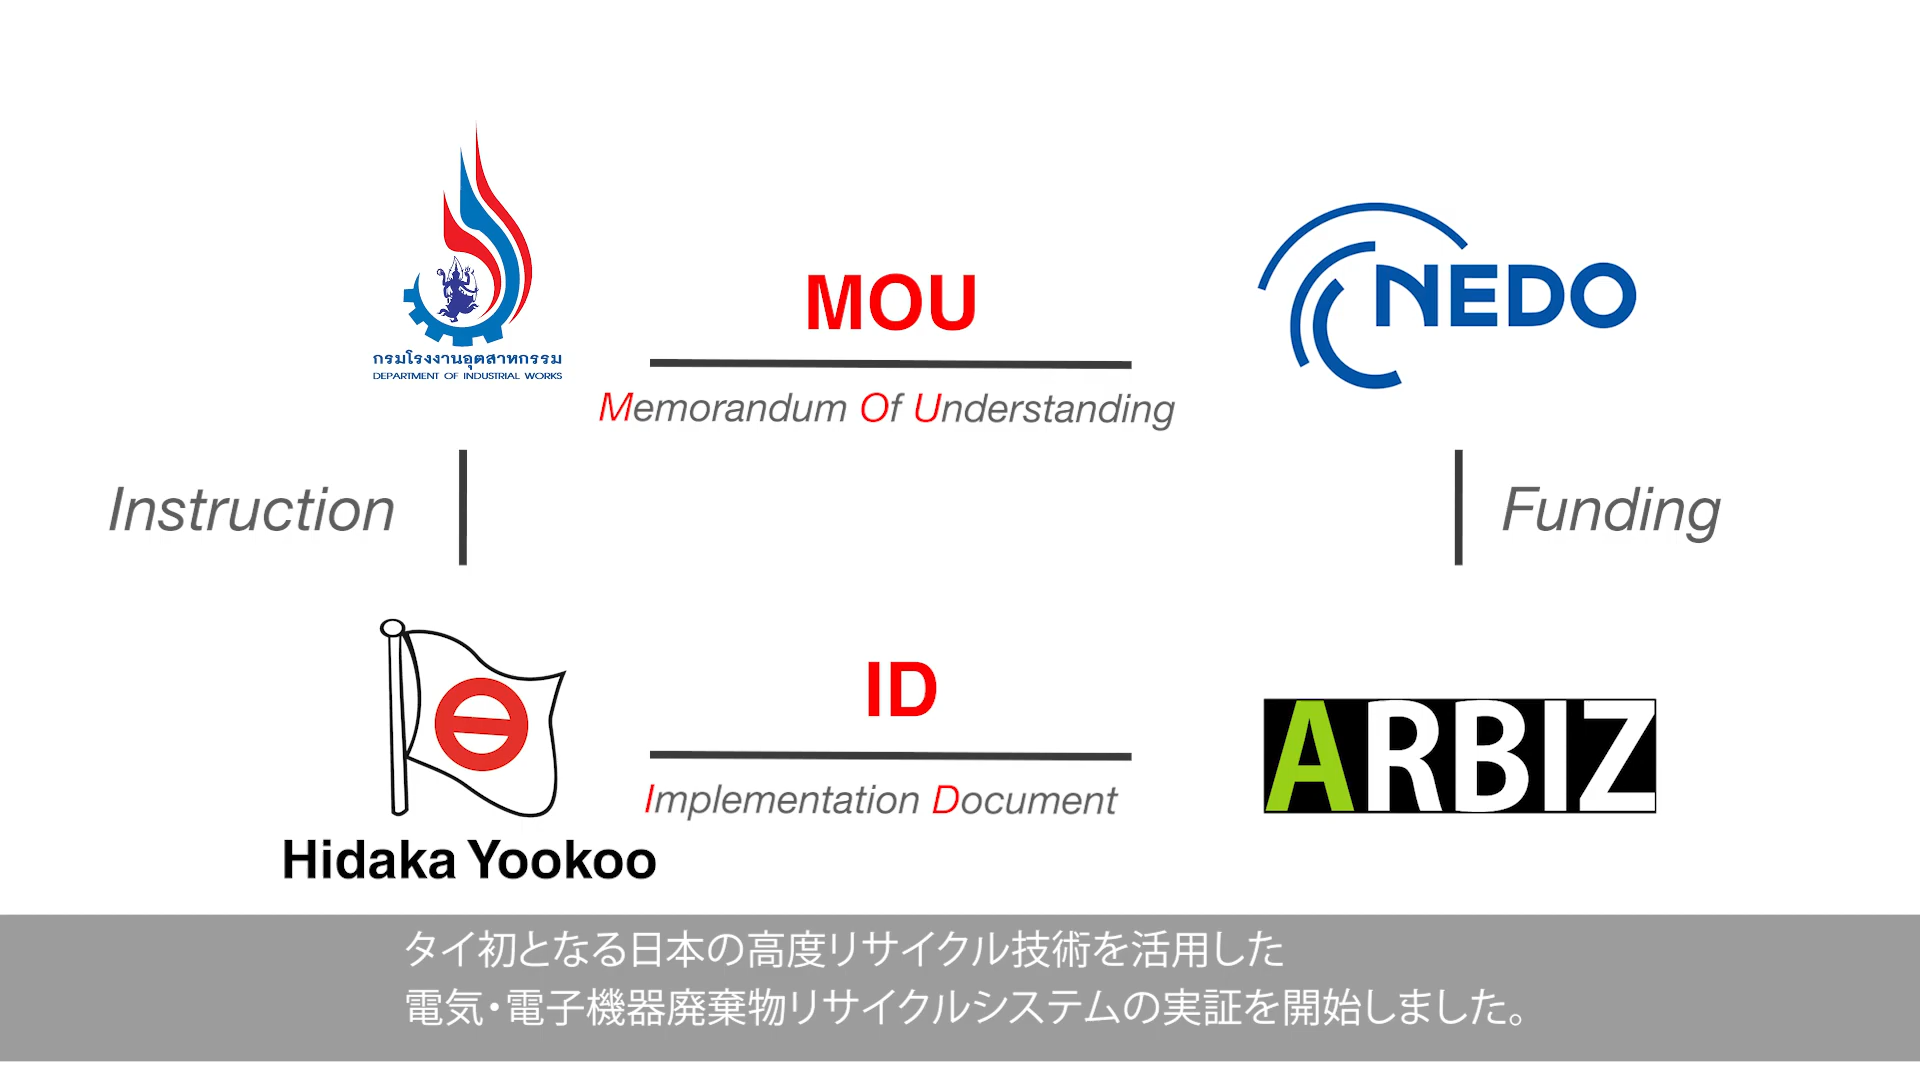 กรมโรงงานอุตสาหกรรม
DEPARTMENT OF INDUSTRIAL WORKS
MOU
Memorandum Of Understanding
NEDO
Instruction
Funding
Hidaka Yookoo
ID
Implementation Document
ARBIZ
タイ初となる日本の高度リサイクル技術を活用した
電気・電子機器廃棄物リサイクルシステムの実証を開始しました。